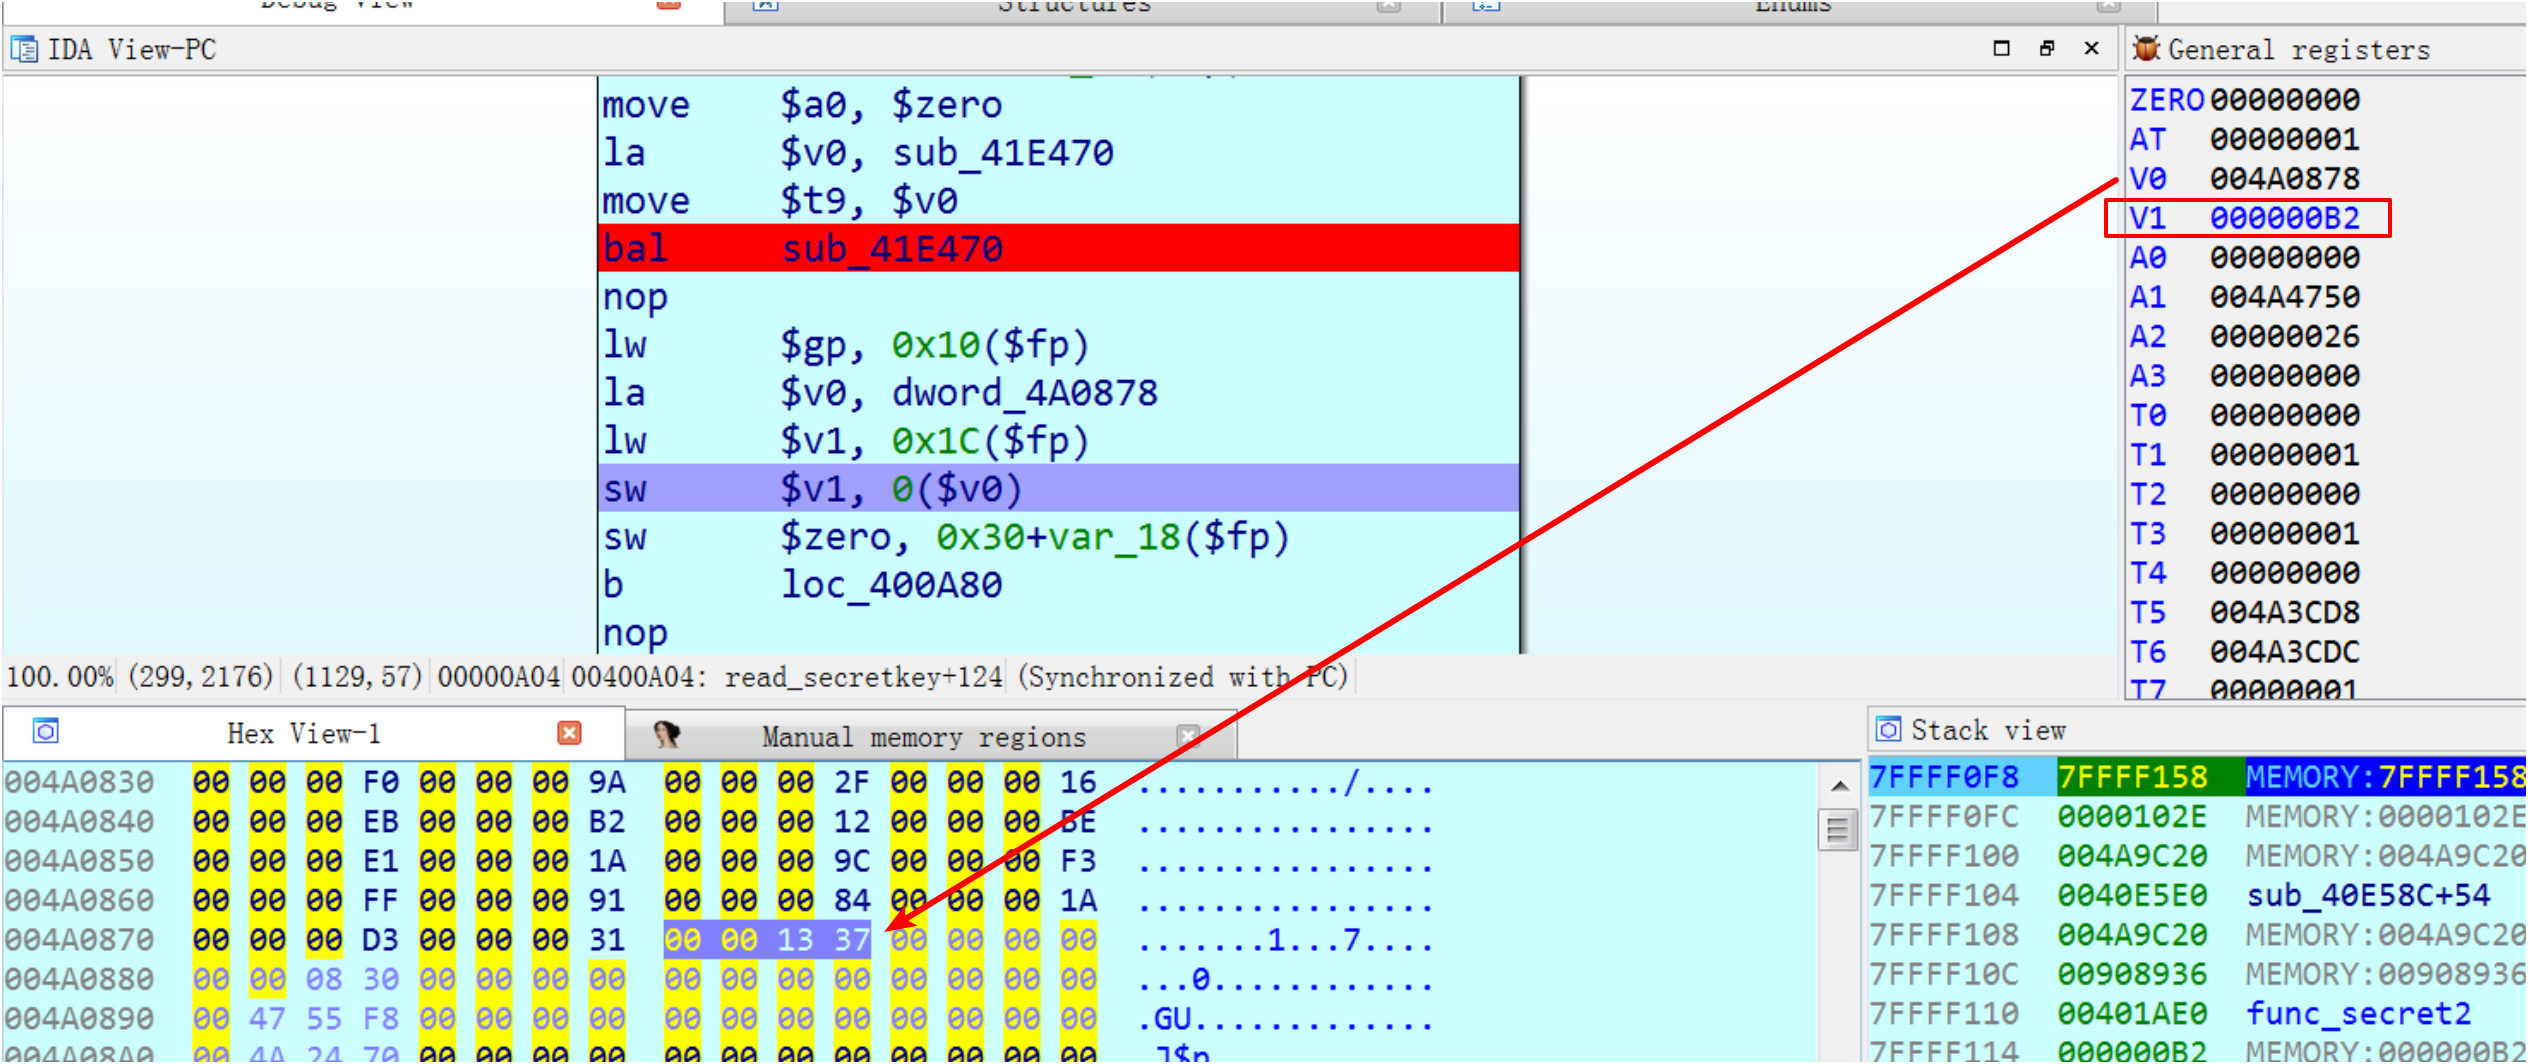 Debug View Structures Enums
IDA View-PC
General registers
move $a0, $zero
la $v0, sub_41E470
move $t9, $v0
bal sub_41E470
nop
lw $gp, 0x10($fp)
la $v0, dword_4A0878
lw $v1, 0x1C($fp)
sw $v1, 0($v0)
sw $zero, 0x30+var_18($fp)
b loc_400A80
nop
100.00% (299,2176) (1129,57) 00000A04 00400A04: read_secretkey+124 (Synchronized with PC)
ZERO 00000000
AT 00000001
V0 004A0878
V1 000000B2
A0 00000000
A1 004A4750
A2 00000026
A3 00000000
T0 00000000
T1 00000001
T2 00000000
T3 00000001
T4 00000000
T5 004A3CD8
T6 004A3CDC
T7 00000001
Hex View-1 Manual memory regions
004A0830 00 00 00 F0 00 00 00 9A 00 00 00 2F 00 00 00 16 .........../....
004A0840 00 00 00 EB 00 00 00 B2 00 00 00 12 00 00 00 BE ................
004A0850 00 00 00 E1 00 00 00 1A 00 00 00 9C 00 00 00 F3 ................
004A0860 00 00 00 FF 00 00 00 91 00 00 00 84 00 00 00 1A ................
004A0870 00 00 00 D3 00 00 00 31 00 00 13 37 00 00 00 00 .......1...7....
004A0880 00 00 08 30 00 00 00 00 00 00 00 00 00 00 00 00 ...0............
004A0890 00 47 55 F8 00 00 00 00 00 00 00 00 00 00 00 00 .GU.............
004A08A0 00 4A 24 70 00 00 00 00 00 00 00 00 00 00 00 00 .J$p
Stack view
7FFFF0F8 7FFFF158 MEMORY:7FFFF158
7FFFF0FC 0000102E MEMORY:0000102E
7FFFF100 004A9C20 MEMORY:004A9C20
7FFFF104 0040E5E0 sub_40E58C+54
7FFFF108 004A9C20 MEMORY:004A9C20
7FFFF10C 00908936 MEMORY:00908936
7FFFF110 00401AE0 func_secret2
7FFFF114 000000B2 MEMORY:000000B2